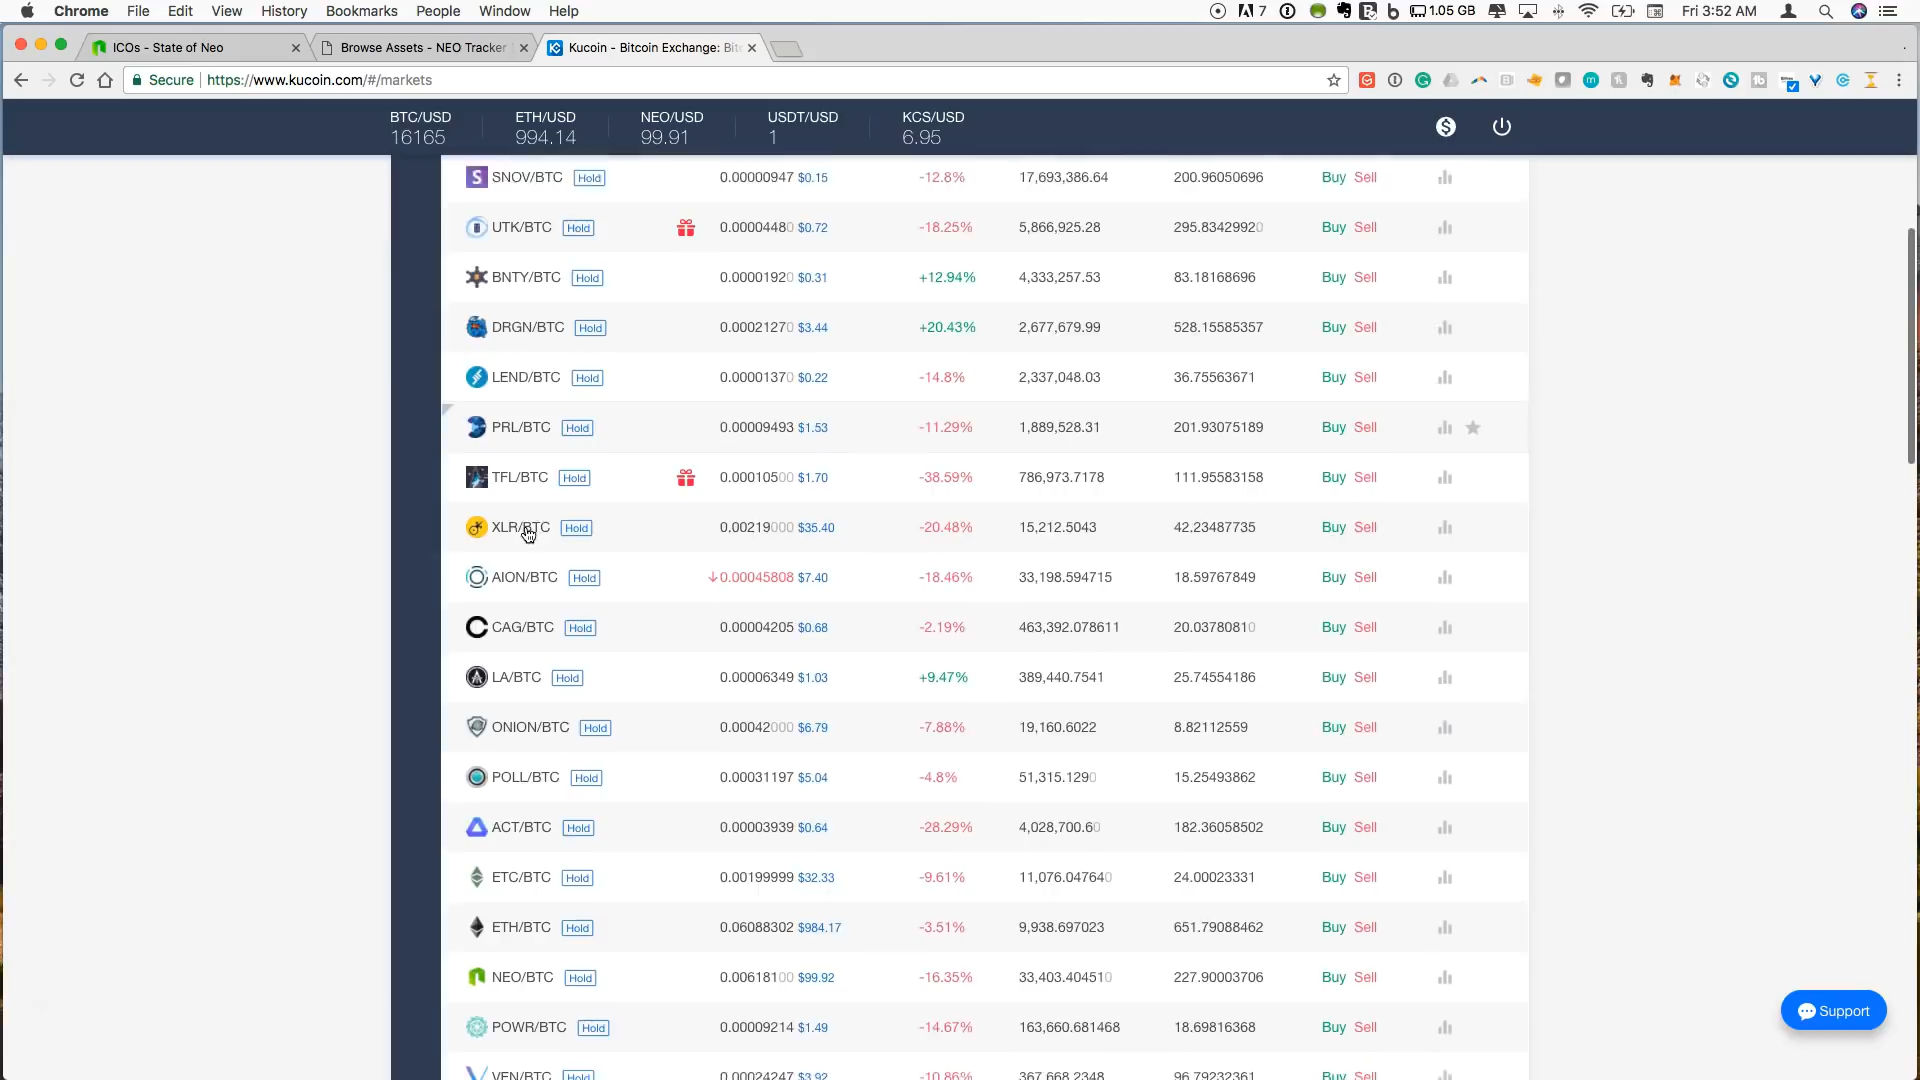 Chrome File Edit View History Bookmarks People Window Help 7 1.05 GB Fri 3:52 AM
ICOs - State of Neo Browse Assets - NEO Tracker Kucoin - Bitcoin Exchange: Bit
Secure https://www.kucoin.com/#/markets
BTC/USD ETH/USD NEO/USD USDT/USD KCS/USD
16165 994.14 99.91 1 6.95
SNOV/BTC Hold 0.00000947 $0.15 -12.8% 17,693,386.64 200.96050696 Buy Sell
UTK/BTC Hold 0.00004480 $0.72 -18.25% 5,866,925.28 295.83429920 Buy Sell
BNTY/BTC Hold 0.00001920 $0.31 +12.94% 4,333,257.53 83.18168696 Buy Sell
DRGN/BTC Hold 0.00021270 $3.44 +20.43% 2,677,679.99 528.15585357 Buy Sell
LEND/BTC Hold 0.00001370 $0.22 -14.8% 2,337,048.03 36.75563671 Buy Sell
PRL/BTC Hold 0.00009493 $1.53 -11.29% 1,889,528.31 201.93075189 Buy Sell
TFL/BTC Hold 0.00010500 $1.70 -38.59% 786,973.7178 111.95583158 Buy Sell
XLR/BTC Hold 0.00219000 $35.40 -20.48% 15,212.5043 42.23487735 Buy Sell
AION/BTC Hold ↓0.00045808 $7.40 -18.46% 33,198.594715 18.59767849 Buy Sell
CAG/BTC Hold 0.00004205 $0.68 -2.19% 463,392.078611 20.03780810 Buy Sell
LA/BTC Hold 0.00006349 $1.03 +9.47% 389,440.7541 25.74554186 Buy Sell
ONION/BTC Hold 0.00042000 $6.79 -7.88% 19,160.6022 8.82112559 Buy Sell
POLL/BTC Hold 0.00031197 $5.04 -4.8% 51,315.1290 15.25493862 Buy Sell
ACT/BTC Hold 0.00003939 $0.64 -28.29% 4,028,700.60 182.36058502 Buy Sell
ETC/BTC Hold 0.00199999 $32.33 -9.61% 11,076.047640 24.00023331 Buy Sell
ETH/BTC Hold 0.06088302 $984.17 -3.51% 9,938.697023 651.79088462 Buy Sell
NEO/BTC Hold 0.00618100 $99.92 -16.35% 33,403.404510 227.90003706 Buy Sell
Support
POWR/BTC Hold 0.00009214 $1.49 -14.67% 163,660.681468 18.69816368 Buy Sell
VEN/BTC Hold 0.00024247 $3.92 -10.86% 367,668.2348 96.79232361 Buy Sell